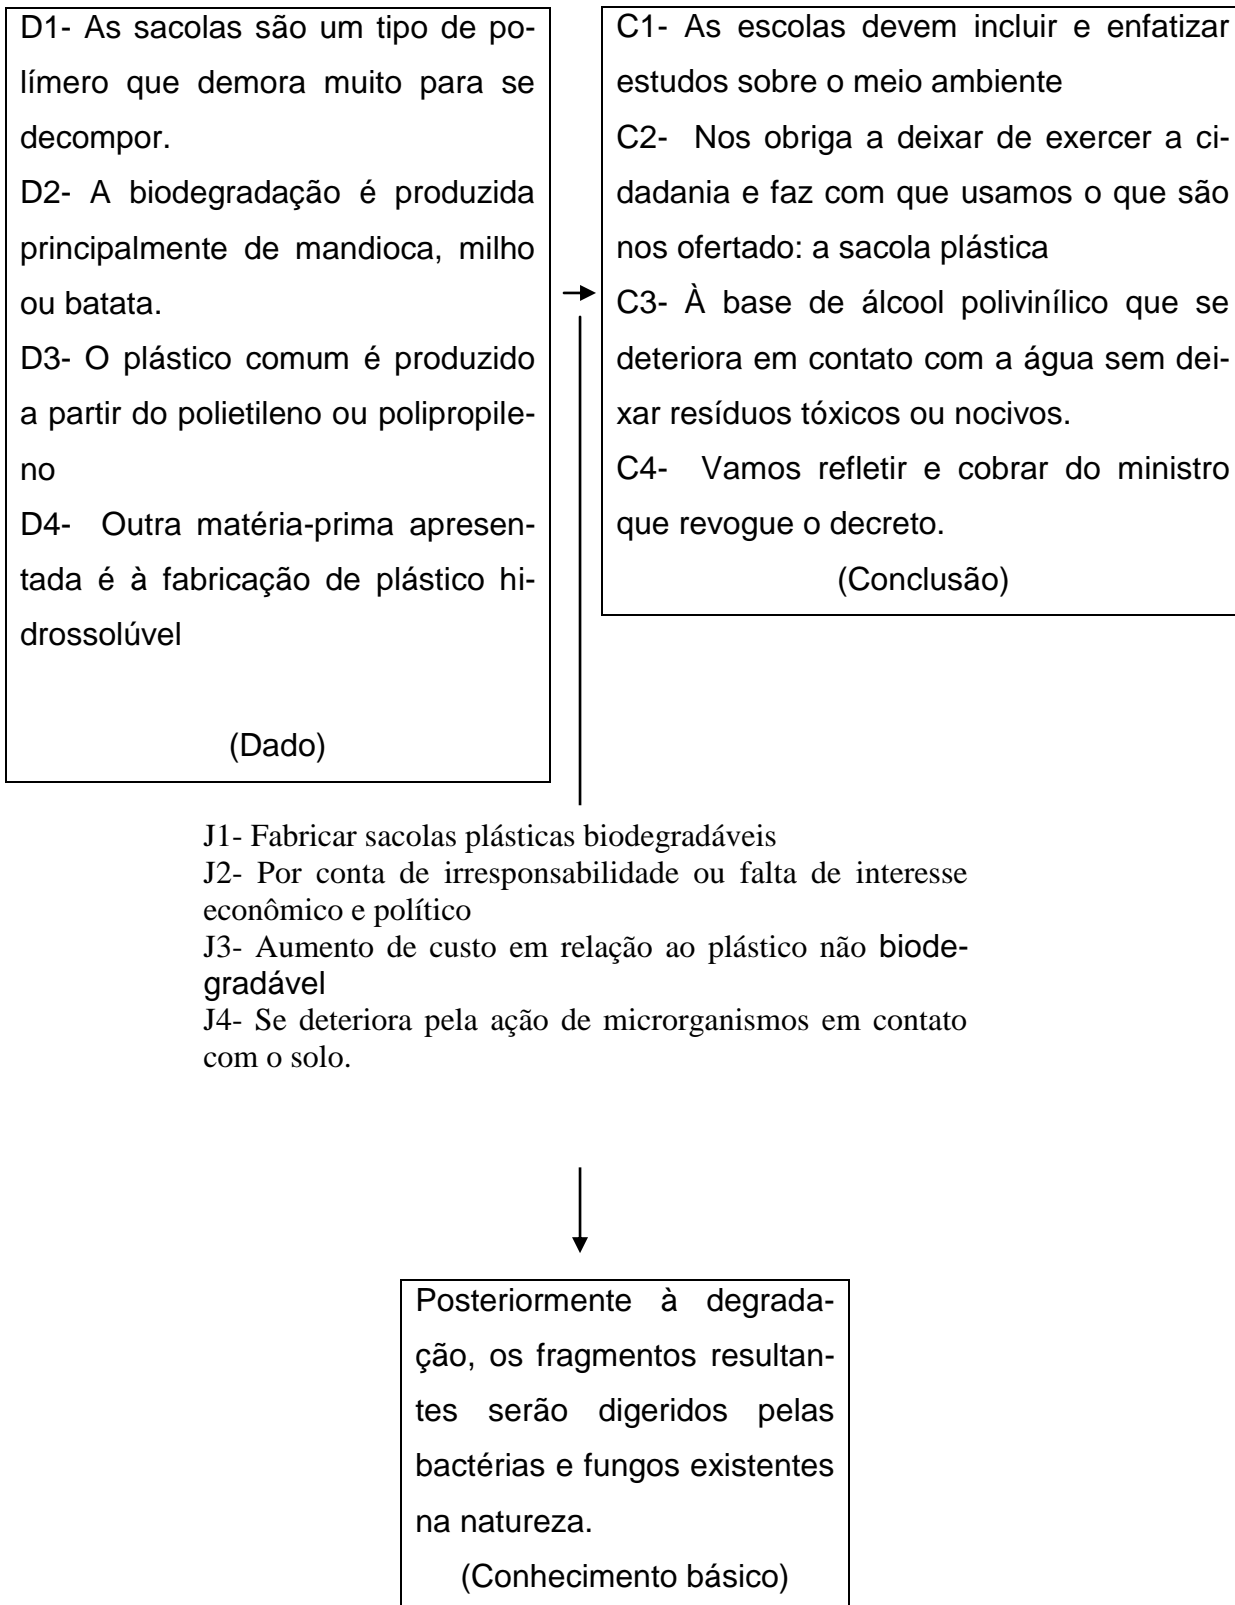 D1- As sacolas são um tipo de po-
límero que demora muito para se
decompor.
D2- A biodegradação é produzida
principalmente de mandioca, milho
ou batata.
D3- O plástico comum é produzido
a partir do polietileno ou polipropile-
no
D4- Outra matéria-prima apresen-
tada é à fabricação de plástico hi-
drossolúvel
(Dado)
C1- As escolas devem incluir e enfatizar
estudos sobre o meio ambiente
C2- Nos obriga a deixar de exercer a ci-
dadania e faz com que usamos o que são
nos ofertado: a sacola plástica
C3- À base de álcool polivinílico que se
deteriora em contato com a água sem dei-
xar resíduos tóxicos ou nocivos.
C4- Vamos refletir e cobrar do ministro
que revogue o decreto.
(Conclusão)
J1- Fabricar sacolas plásticas biodegradáveis
J2- Por conta de irresponsabilidade ou falta de interesse
econômico e político
J3- Aumento de custo em relação ao plástico não biode-
gradável
J4- Se deteriora pela ação de microrganismos em contato
com o solo.
Posteriormente à degrada-
ção, os fragmentos resultan-
tes serão digeridos pelas
bactérias e fungos existentes
na natureza.
(Conhecimento básico)